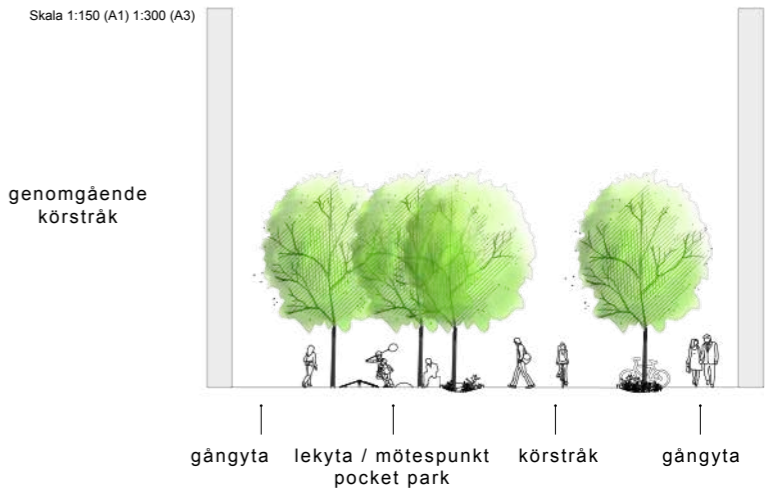 Skala 1:150 (A1) 1:300 (A3)
genomgående
körstråk
gångyta
lekyta / mötespunkt
pocket park
körstråk
gångyta